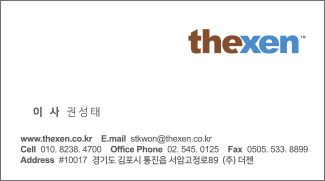 thexen™
이 사 권성태
www.thexen.co.kr E.mail stkwon@thexen.co.kr
Cell 010. 8238. 4700 Office Phone 02. 545. 0125 Fax 0505. 533. 8899
Address #10017 경기도 김포시 통진읍 서암고정로89 (주) 더젠